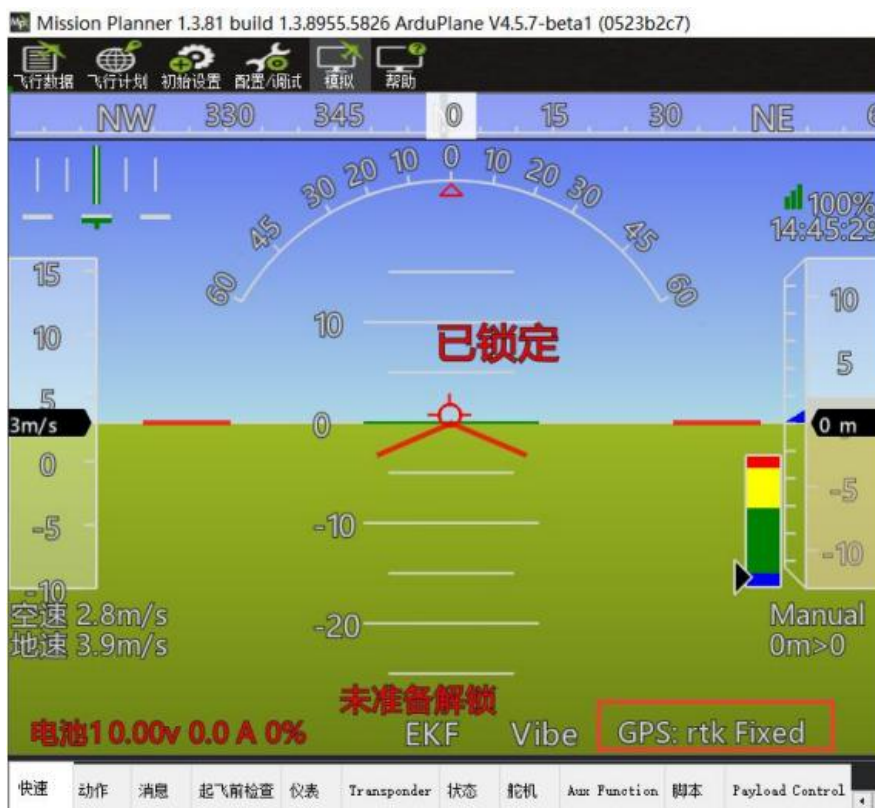 Mission Planner 1.3.81 build 1.3.8955.5826 ArduPlane V4.5.7-beta1 (0523b2c7)
飞行数据 飞行计划 初始设置 配置/调试 模拟 帮助
NW 330 345 0 15 30 NE
60 45 30 20 10 0 10 20 30 45 60
100%
14:45:29
15
10
5
3m/s
0
-5
-10
10
0
-10
-20
已锁定
10
5
0 m
-5
-10
空速 2.8m/s
地速 3.9m/s
Manual
0m>0
未准备解锁
电池1 0.00v 0.0 A 0%
EKF Vibe GPS: rtk Fixed
快速 动作 消息 起飞前检查 仪表 Transponder 状态 舵机 Aux Function 脚本 Payload Control